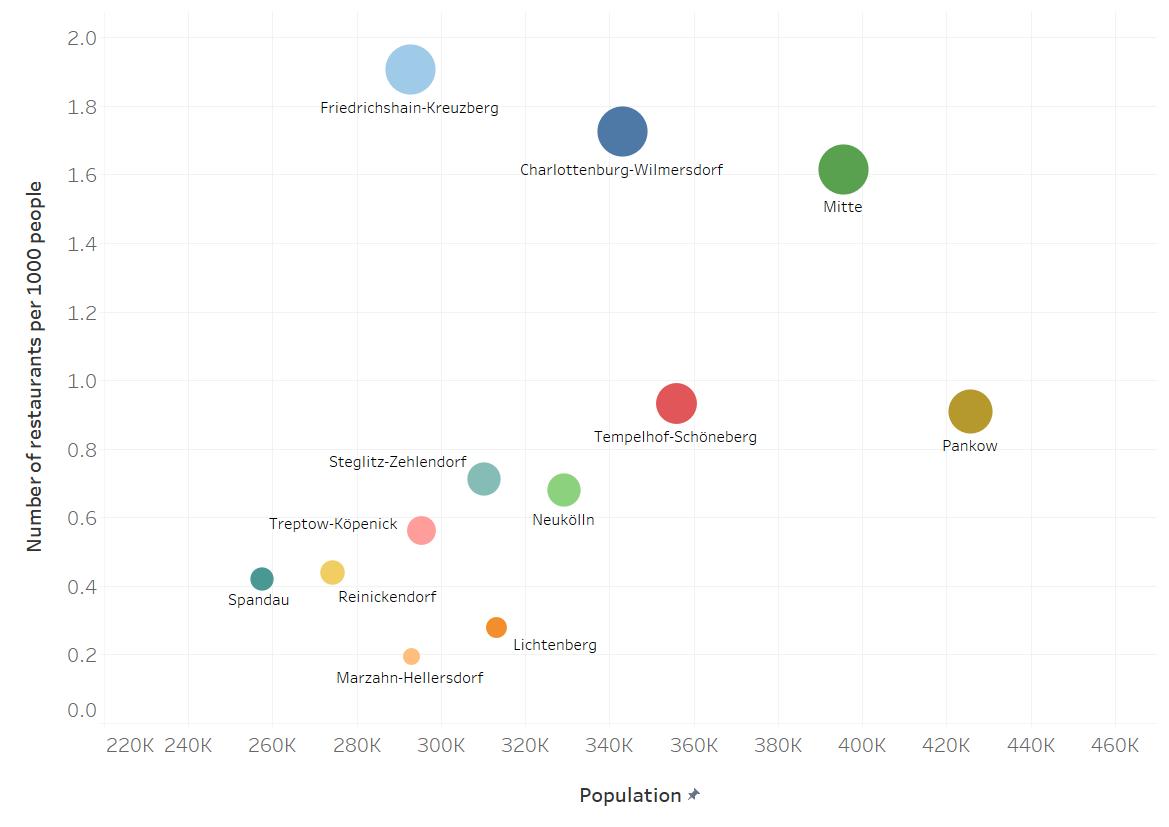 2.0
Friedrichshain-Kreuzberg
1.8
Charlottenburg-Wilmersdorf
1.6
Mitte
1.4
1.2
1.0
Tempelhof-Schöneberg
Pankow
0.8
Steglitz-Zehlendorf
Neukölln
0.6
Treptow-Köpenick
0.4
Spandau
Reinickendorf
Lichtenberg
0.2
Marzahn-Hellersdorf
0.0
Number of restaurants per 1000 people
220K 240K 260K 280K 300K 320K 340K 360K 380K 400K 420K 440K 460K
Population